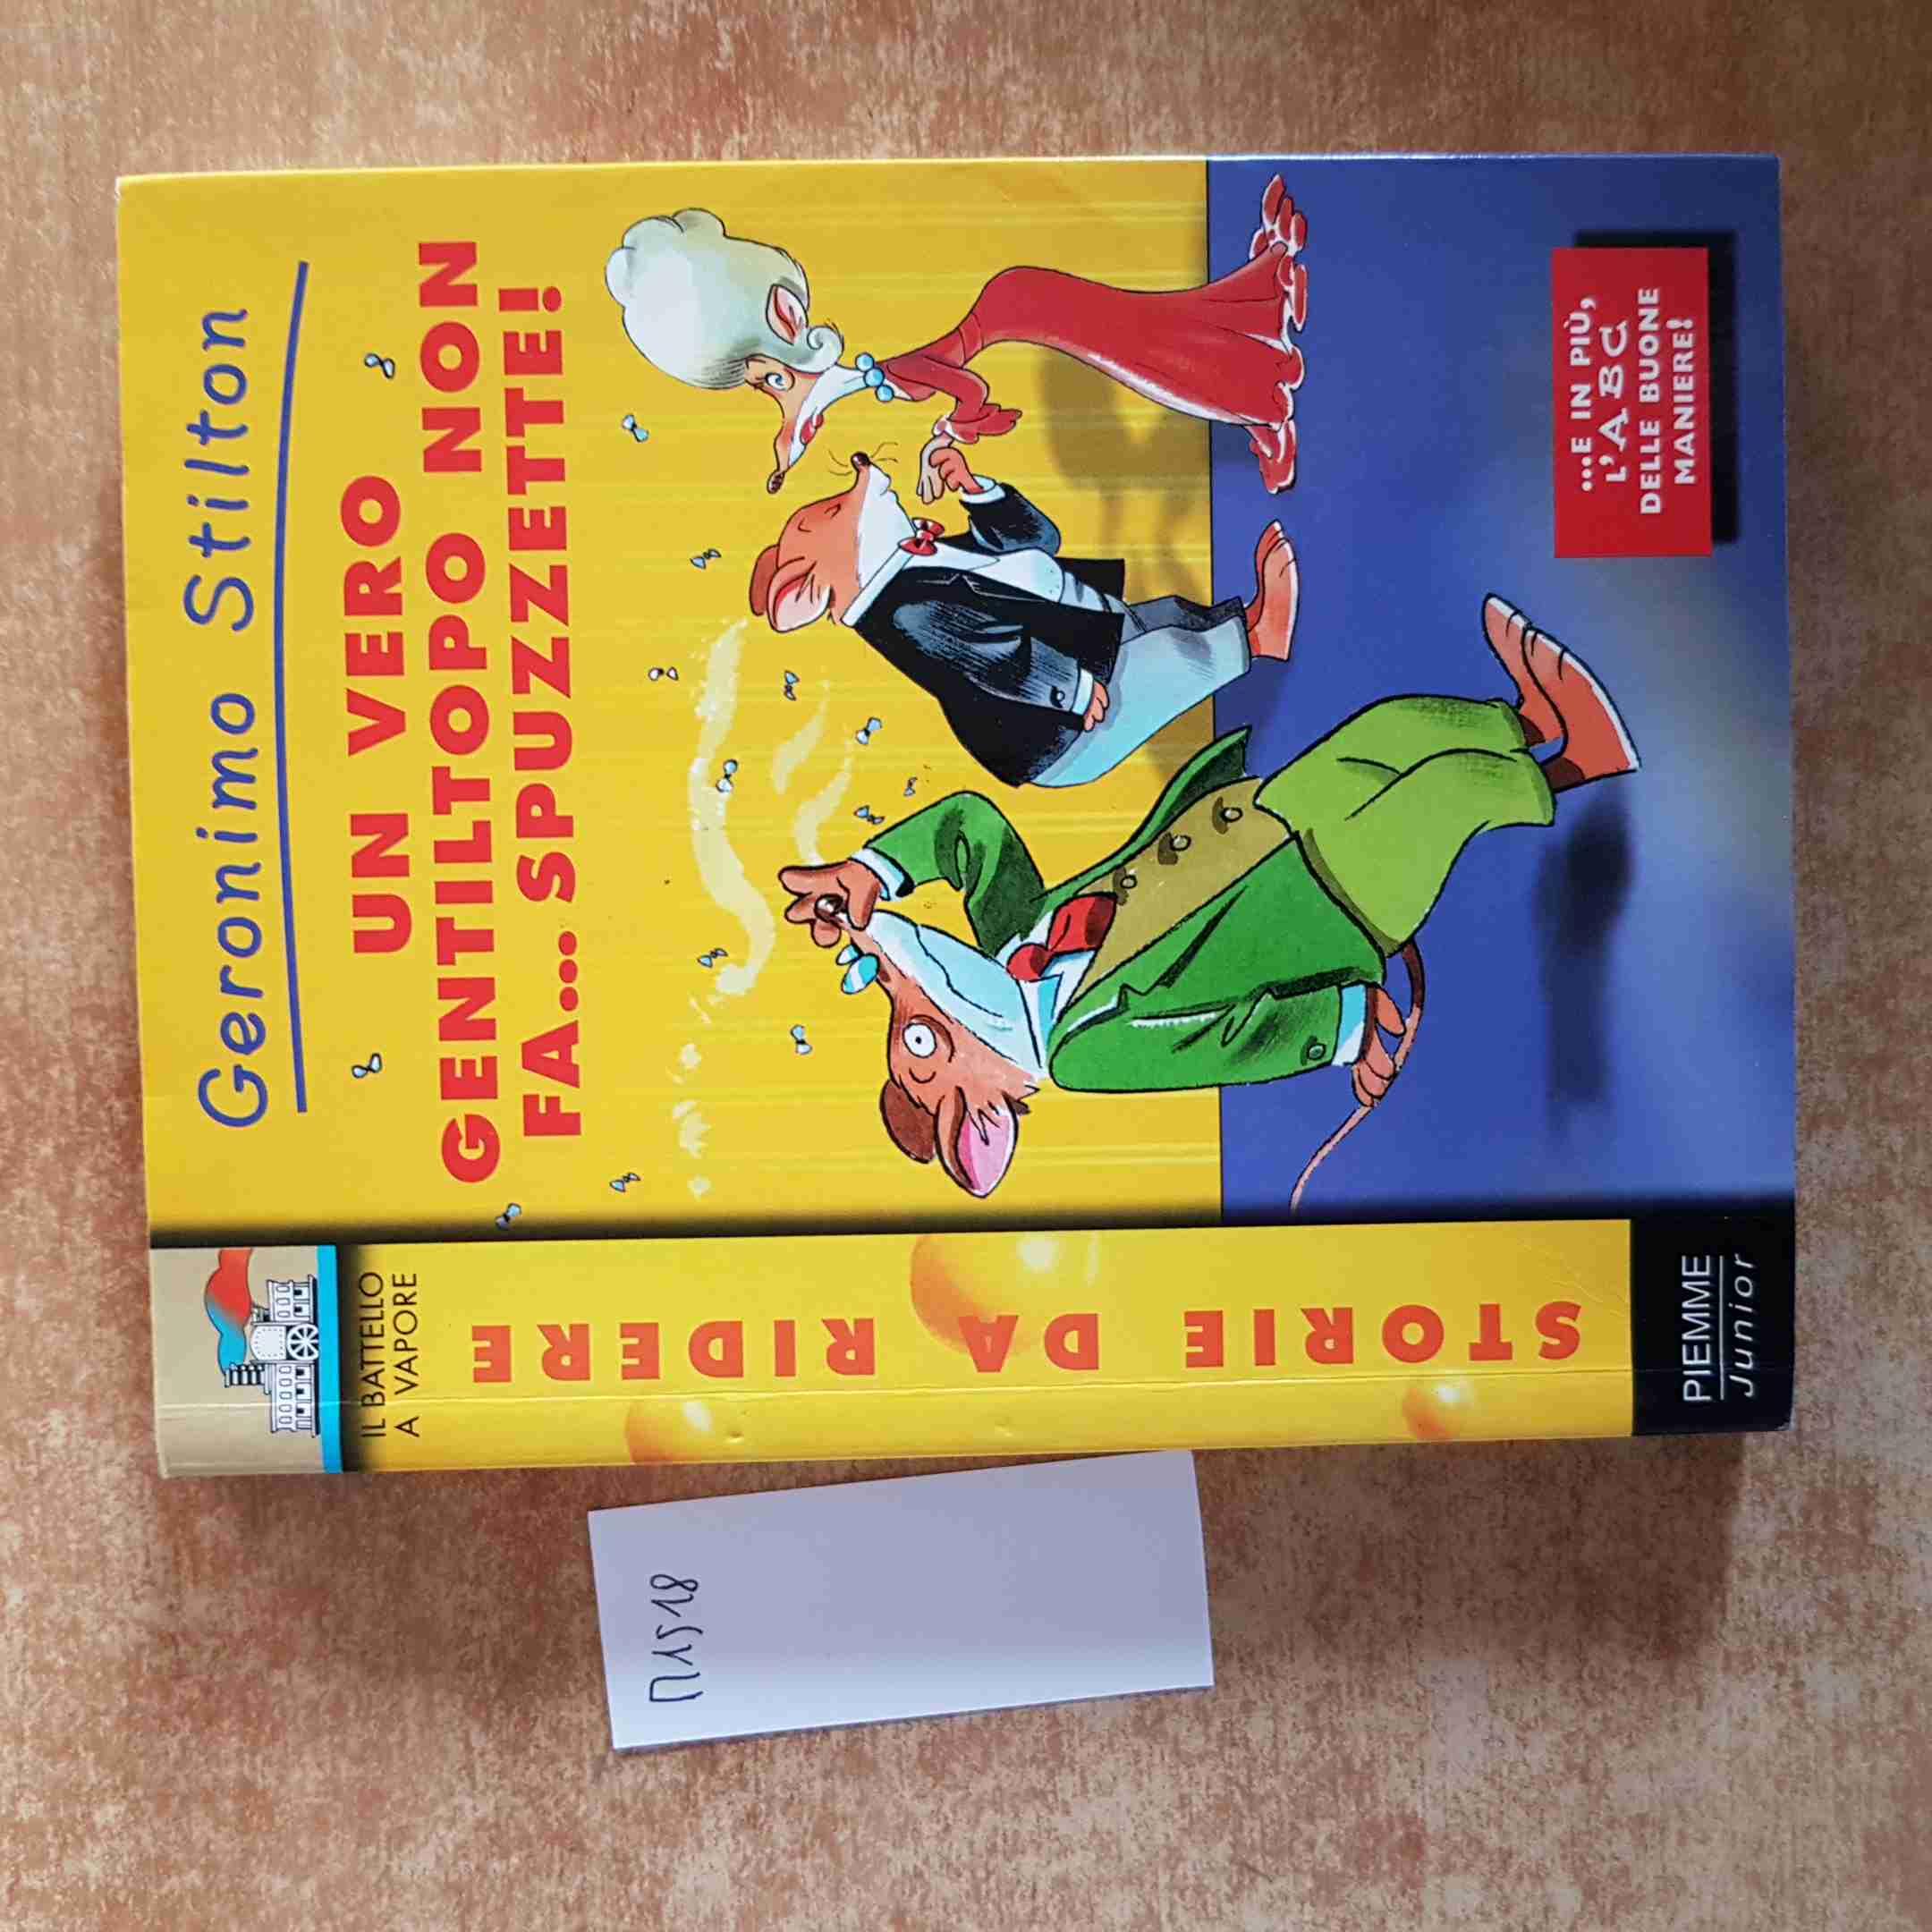 Geronimo Stilton
UN VERO
GENTILTOPO NON
FA... SPUZZETTE!
...E IN PIÙ,
L'ABC
DELLE BUONE
MANIERE!
IL BATTELLO
A VAPORE
STORIE DA RIDERE
PIEMME
Junior
M1518